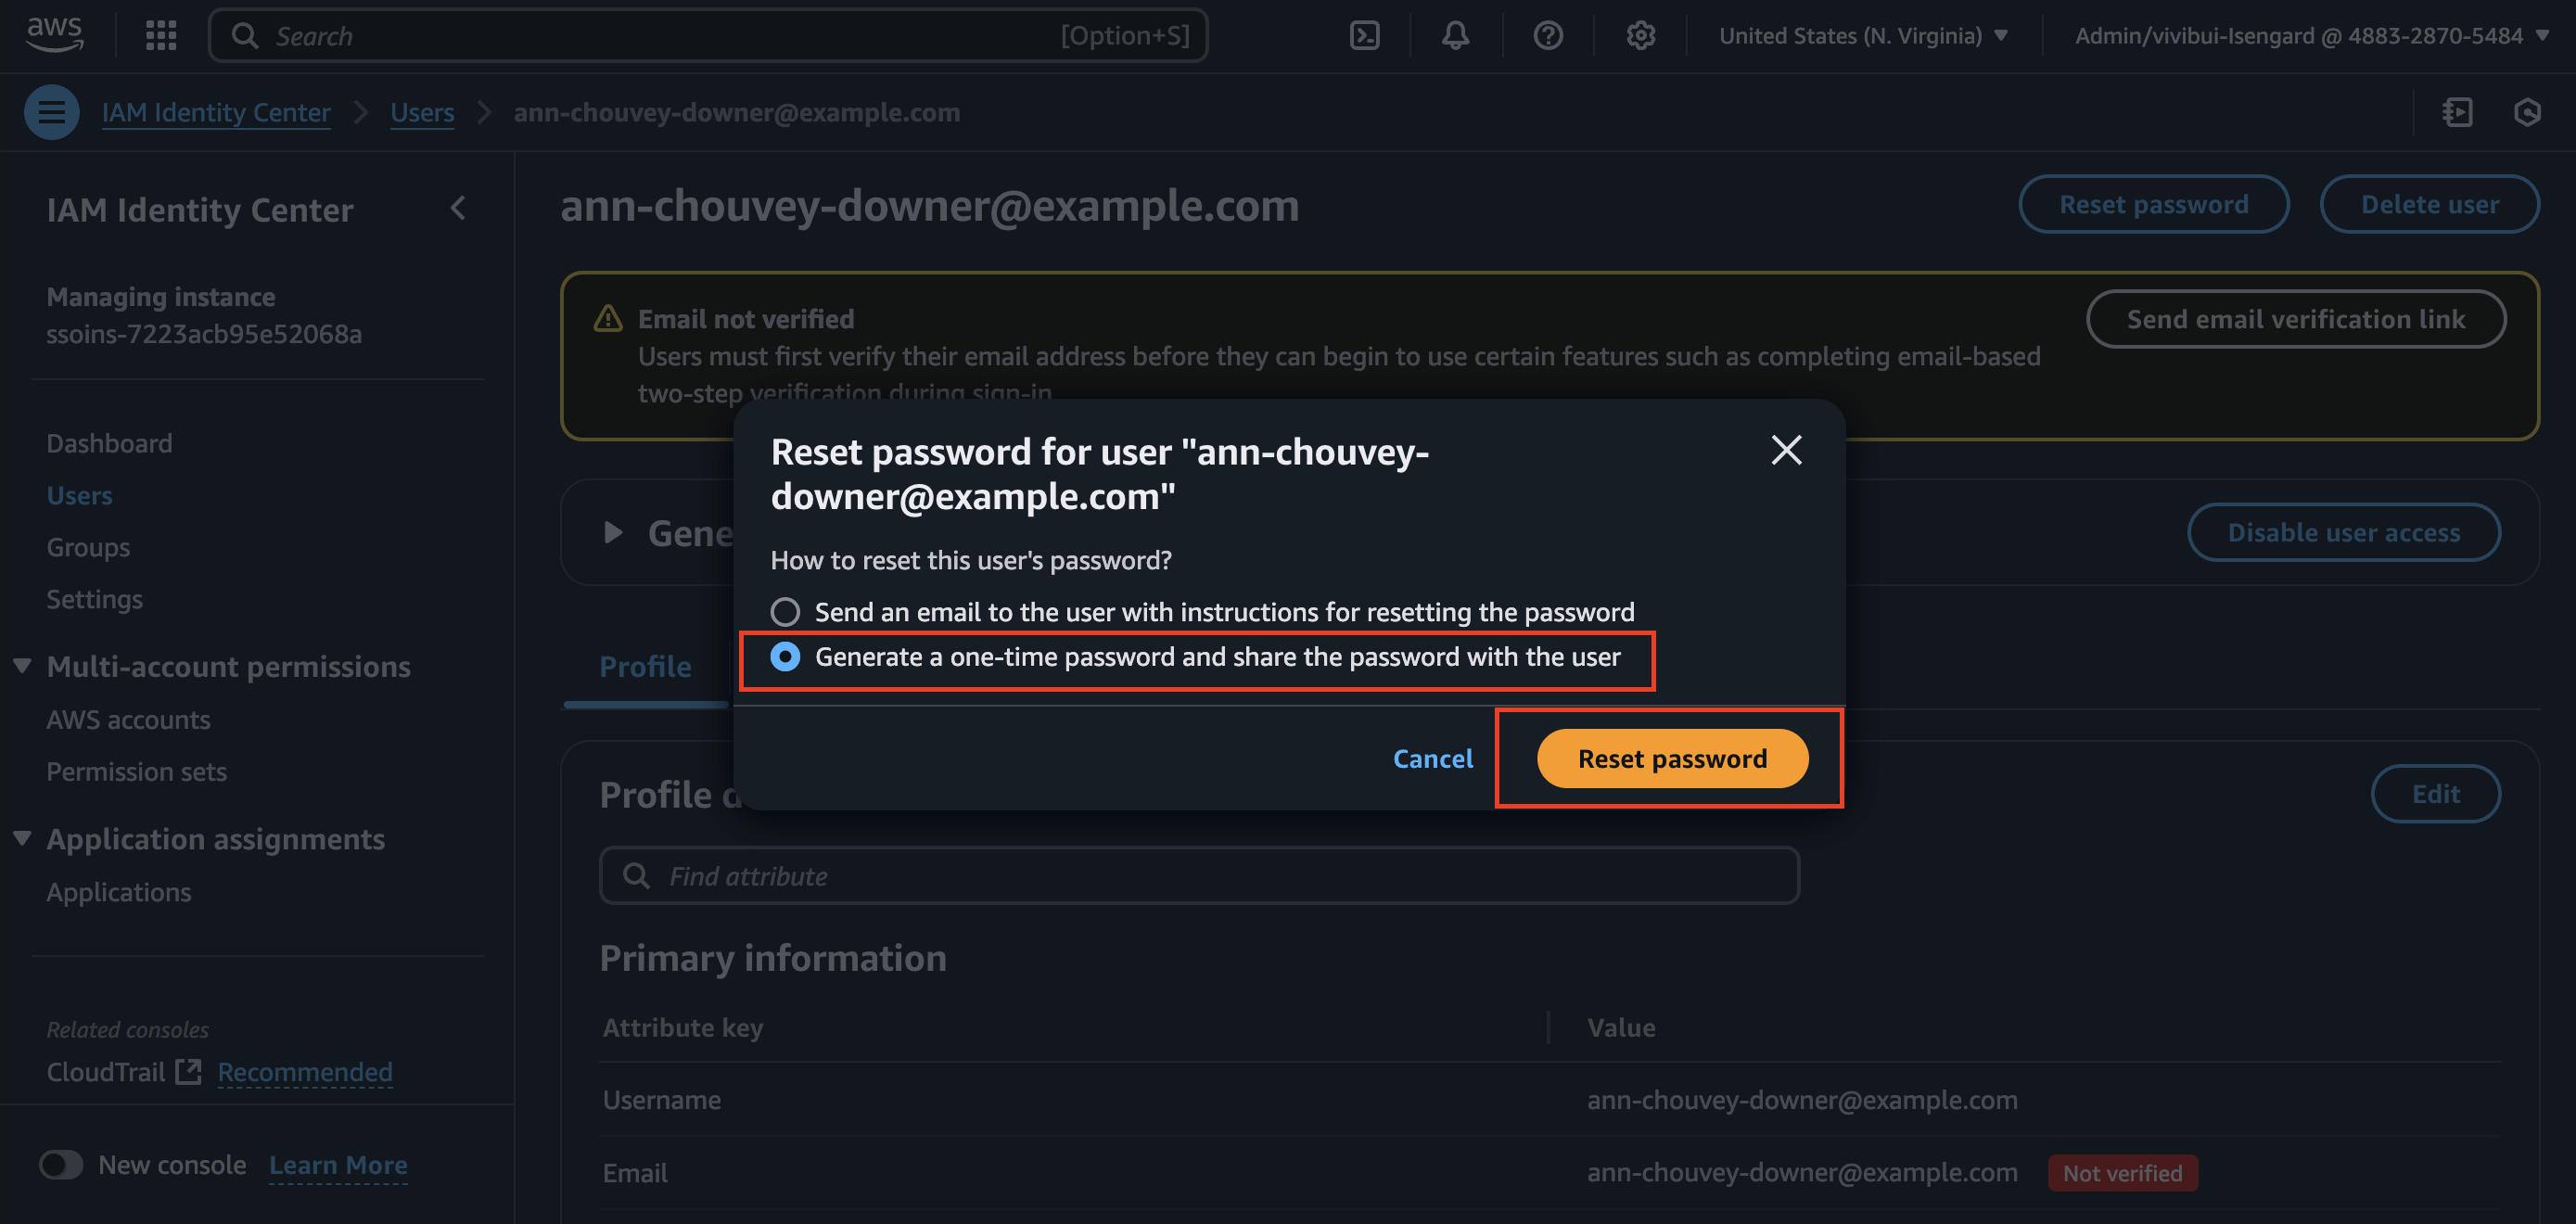 aws
Search
[Option+S]
United States (N. Virginia)
Admin/vivibui-Isengard @ 4883-2870-5484
IAM Identity Center
Users
ann-chouvey-downer@example.com
IAM Identity Center
Managing instance
ssoins-7223acb95e52068a
Dashboard
Users
Groups
Settings
Multi-account permissions
AWS accounts
Permission sets
Application assignments
Applications
Related consoles
CloudTrail Recommended
New console Learn More
ann-chouvey-downer@example.com
Reset password
Delete user
Email not verified
Send email verification link
Users must first verify their email address before they can begin to use certain features such as completing email-based
two-step verification during sign-in
Gene
Disable user access
Reset password for user "ann-chouvey-
downer@example.com"
How to reset this user's password?
Send an email to the user with instructions for resetting the password
Generate a one-time password and share the password with the user
Cancel
Reset password
Profile
Profile d
Edit
Find attribute
Primary information
Attribute key
Value
Username
ann-chouvey-downer@example.com
Email
ann-chouvey-downer@example.com
Not verified